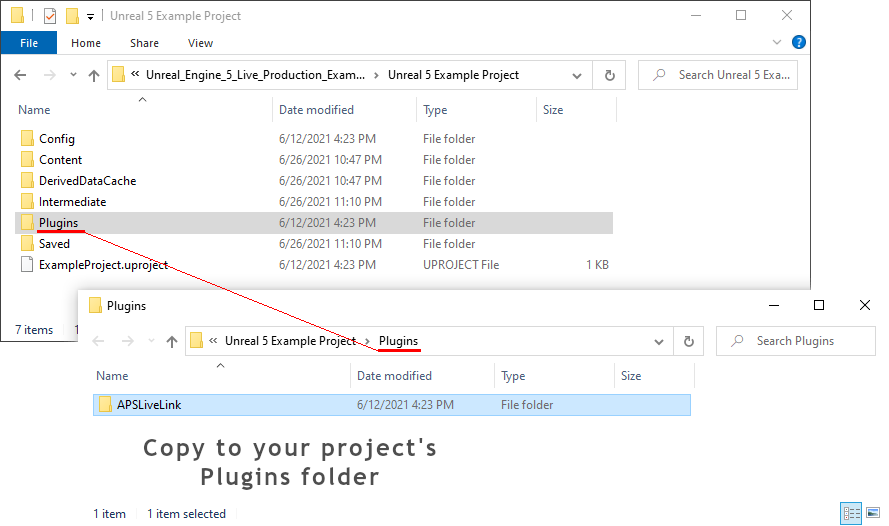 Unreal 5 Example Project
File Home Share View
« Unreal_Engine_5_Live_Production_Exam... > Unreal 5 Example Project Search Unreal 5 Exa...
Name Date modified Type Size
Config 6/12/2021 4:23 PM File folder
Content 6/26/2021 10:47 PM File folder
DerivedDataCache 6/26/2021 10:47 PM File folder
Intermediate 6/26/2021 11:10 PM File folder
Plugins 6/12/2021 4:23 PM File folder
Saved 6/26/2021 11:10 PM File folder
ExampleProject.uproject 6/12/2021 4:23 PM UPROJECT File 1 KB
7 items
Plugins
« Unreal 5 Example Project > Plugins Search Plugins
Name Date modified Type Size
APSLiveLink 6/12/2021 4:23 PM File folder
Copy to your project's
Plugins folder
1 item 1 item selected